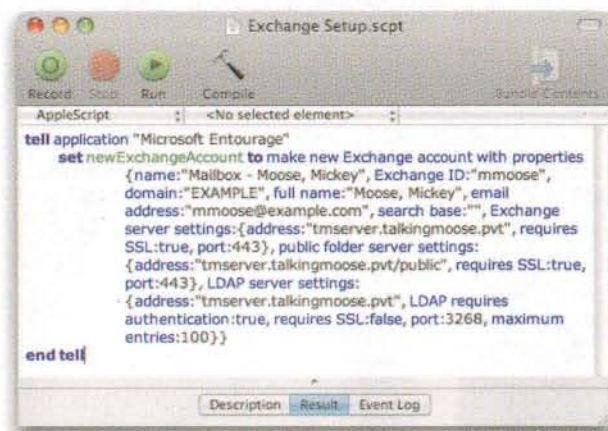 Exchange Setup.scpt
Record Stop Run Compile Bundle Contents
AppleScript <No selected element>
tell application "Microsoft Entourage"
set newExchangeAccount to make new Exchange account with properties
{name:"Mailbox - Moose, Mickey", Exchange ID:"mmoose",
domain:"EXAMPLE", full name:"Moose, Mickey", email
address:"mmoose@example.com", search base:"", Exchange
server settings:{address:"tmserver.talkingmoose.pvt", requires
SSL:true, port:443}, public folder server settings:
{address:"tmserver.talkingmoose.pvt/public", requires SSL:true,
port:443}, LDAP server settings:
{address:"tmserver.talkingmoose.pvt", LDAP requires
authentication:true, requires SSL:false, port:3268, maximum
entries:100}}
end tell
Description Result Event Log